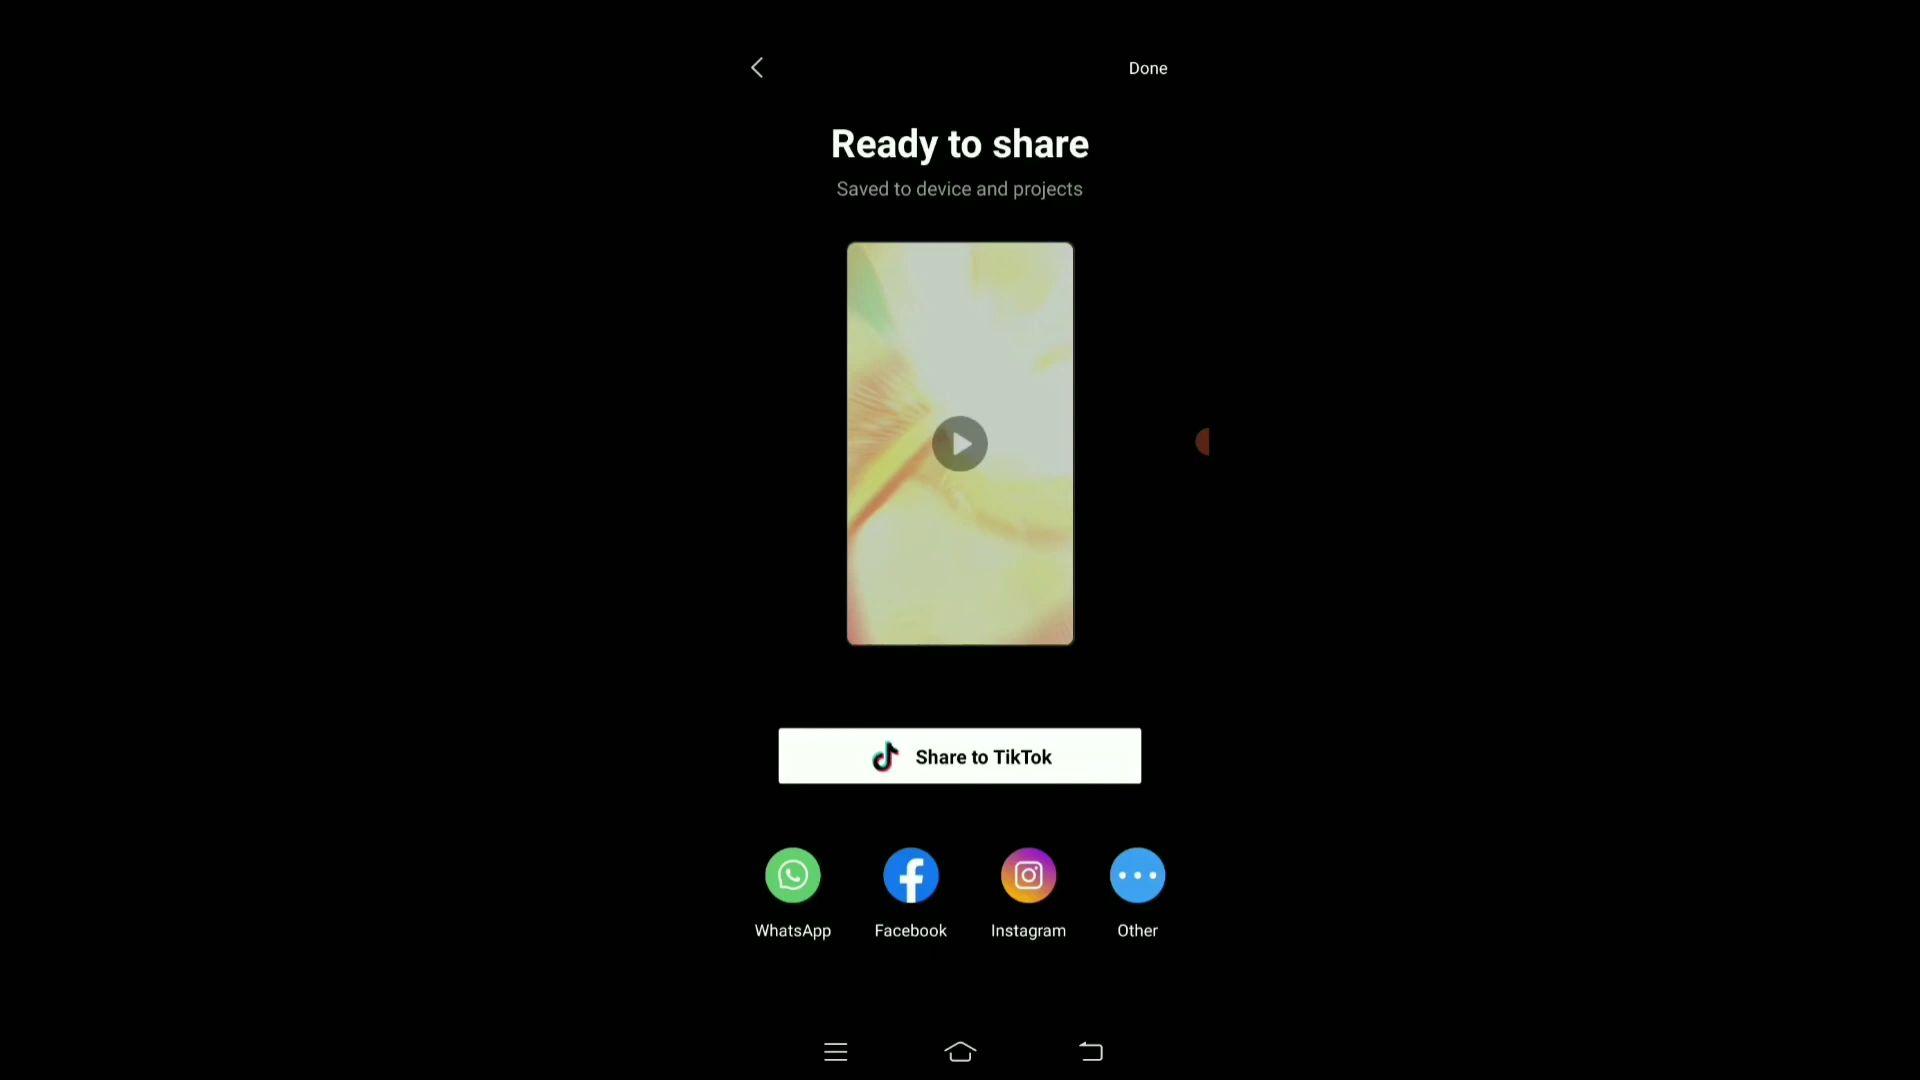 Done
Ready to share
Saved to device and projects
Share to TikTok
WhatsApp Facebook Instagram Other